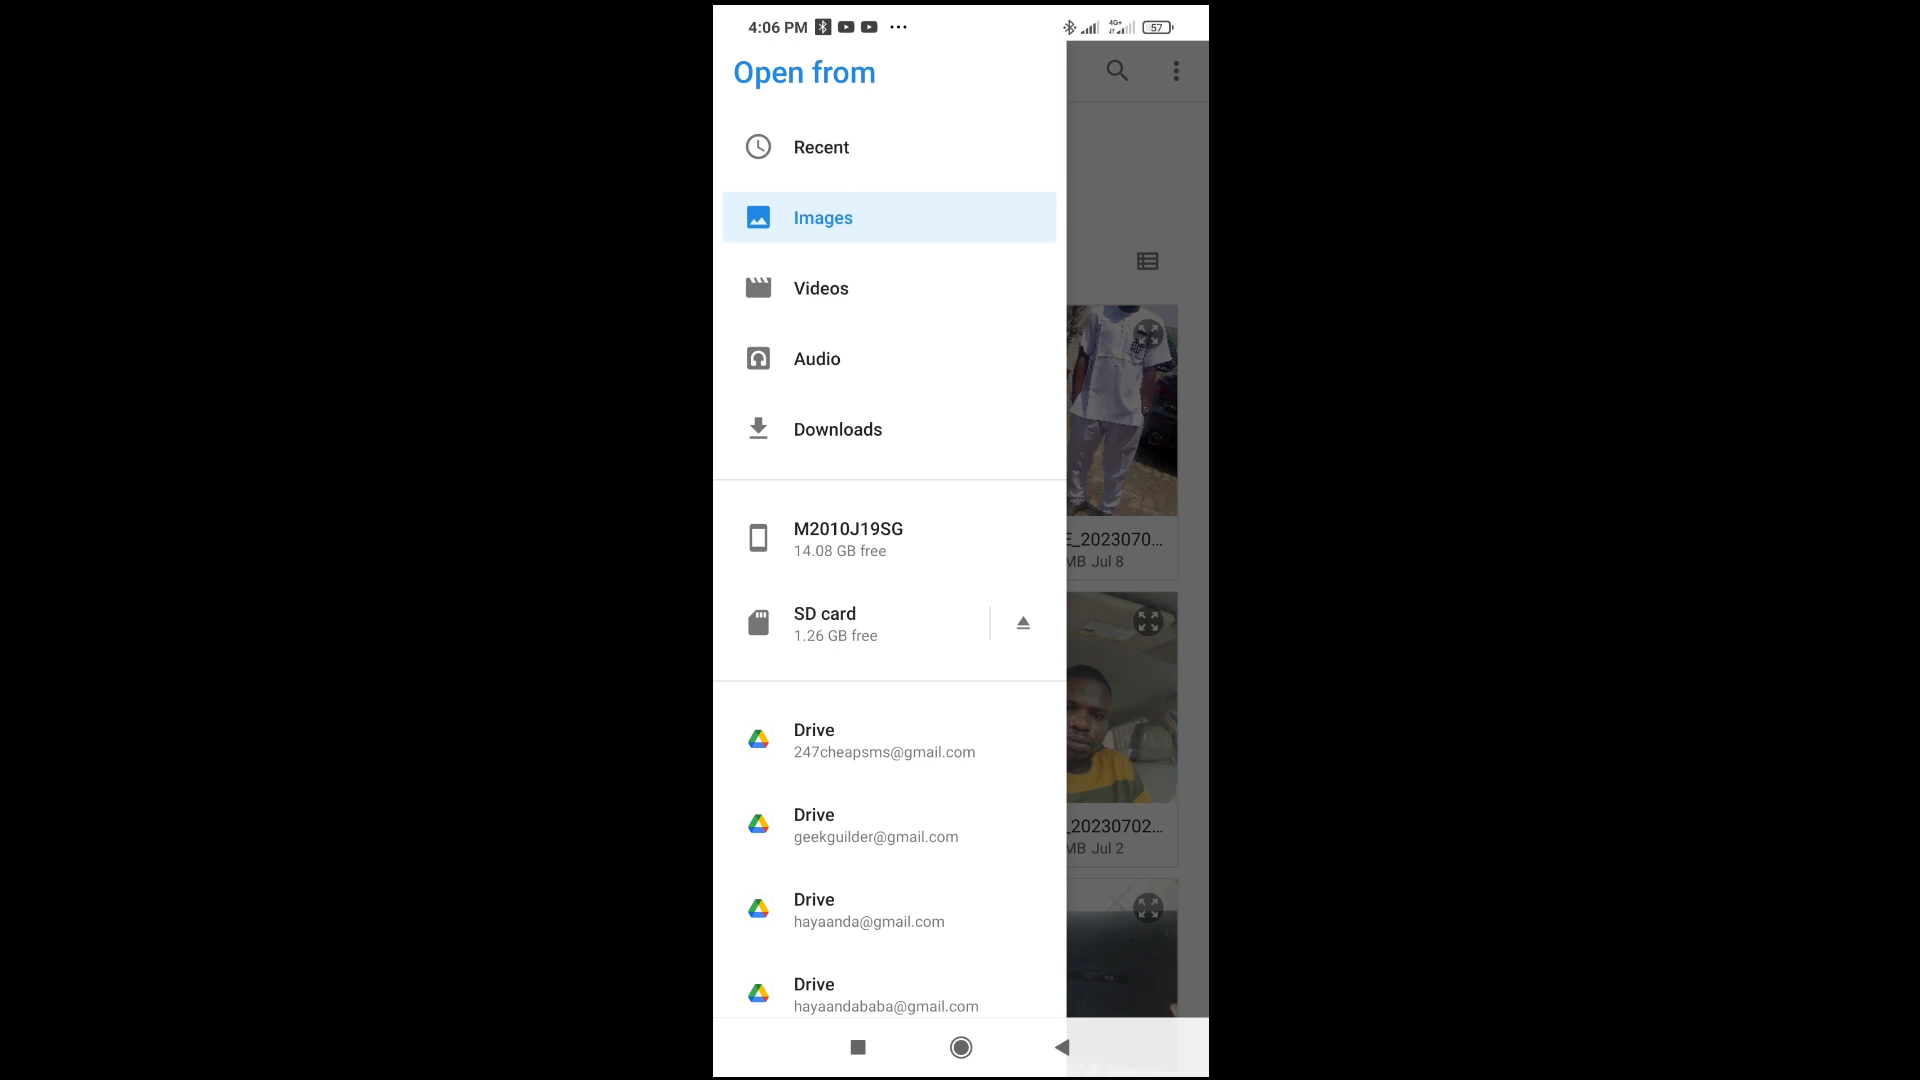 4:06 PM
4G+
57
Open from
Recent
Images
Videos
Audio
Downloads
M2010J19SG
14.08 GB free
SD card
1.26 GB free
Drive
247cheapsms@gmail.com
Drive
geekguilder@gmail.com
Drive
hayaanda@gmail.com
Drive
hayaandababa@gmail.com
E_2023070...
MB Jul 8
_20230702...
MB Jul 2